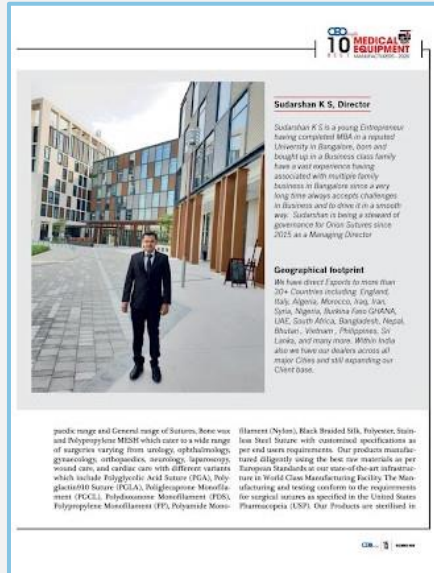 CEO
10
BEST
MEDICAL
EQUIPMENT
MANUFACTURERS - 2020
Sudarshan K S, Director
Sudarshan K S is a young Entrepreneur
having completed MBA in a reputed
University in Bangalore, born and
bought up in a Business class family
have a vast experience having
associated with multiple family
business in Bangalore since a very
long time always accepts challenges
in Business and to drive it in a smooth
way. Sudarshan is being a steward of
governance for Orion Sutures since
2015 as a Managing Director
Geographical footprint
We have direct Exports to more than
30+ Countries including England,
Italy, Algeria, Morocco, Iraq, Iran,
Syria, Nigeria, Burkina Faso GHANA,
UAE, South Africa, Bangladesh, Nepal,
Bhutan, Vietnam, Philippines, Sri
Lanka, and many more. Within India
also we have our dealers across all
major Cities and still expanding our
Client base.
paedic range and General range of Sutures, Bone wax
and Polypropylene MESH which cater to a wide range
of surgeries varying from urology, ophthalmology,
gynaecology, orthopaedics, neurology, laparoscopy,
wound care, and cardiac care with different variants
which include Polyglycolic Acid Suture (PGA), Poly-
glactin910 Suture (PGLA), Poliglecaprone Monofila-
ment (PGCL), Polydioxanone Monofilament (PDS),
Polypropylene Monofilament (PP), Polyamide Mono-
filament (Nylon), Black Braided Silk, Polyester, Stain-
less Steel Suture with customised specifications as
per end users requirements. Our products manufac-
tured diligently using the best raw materials as per
European Standards at our state-of-the-art infrastruc-
ture in World Class Manufacturing Facility. The Man-
ufacturing and testing conform to the requirements
for surgical sutures as specified in the United States
Pharmacopeia (USP). Our Products are sterilised in
CEO